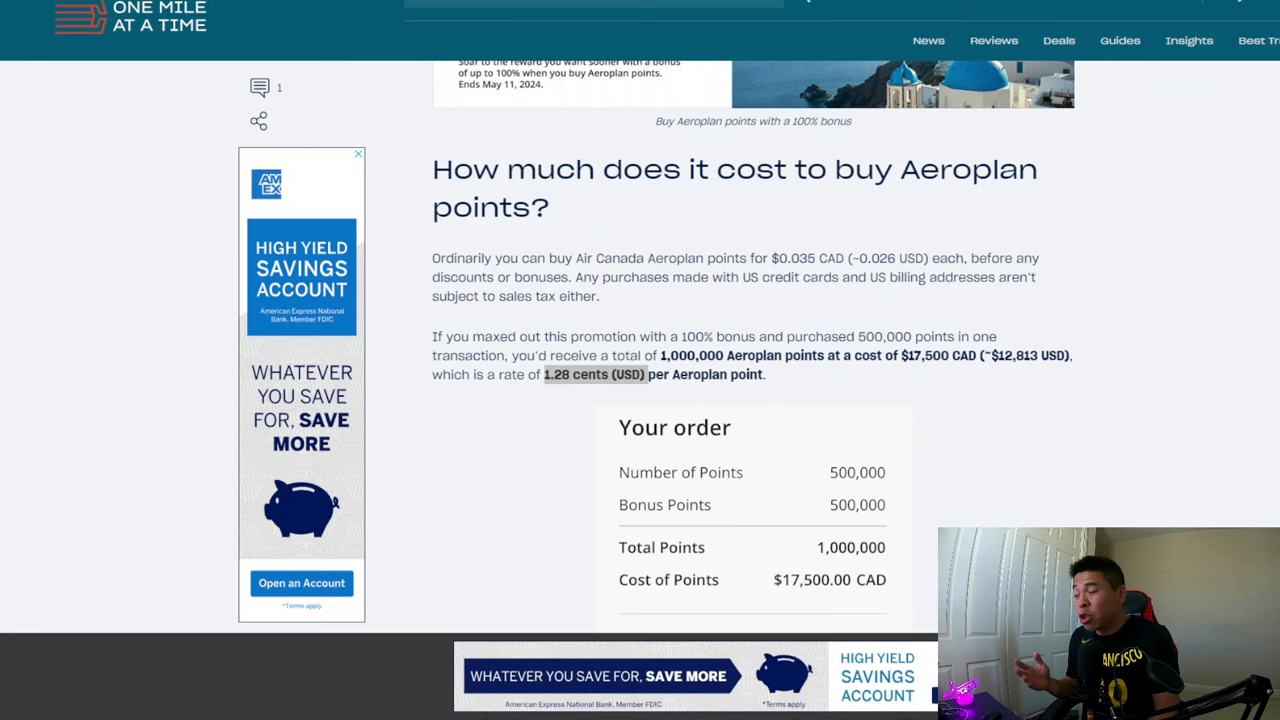 ONE MILE
AT A TIME
News
Reviews
Deals
Guides
Insights
Best
1
Soar to the reward you want sooner with a bonus
of up to 100% when you buy Aeroplan points.
Ends May 11, 2024.
Buy Aeroplan points with a 100% bonus
How much does it cost to buy Aeroplan
points?
Ordinarily you can buy Air Canada Aeroplan points for $0.035 CAD (~0.026 USD) each, before any
discounts or bonuses. Any purchases made with US credit cards and US billing addresses aren't
subject to sales tax either.
If you maxed out this promotion with a 100% bonus and purchased 500,000 points in one
transaction, you'd receive a total of 1,000,000 Aeroplan points at a cost of $17,500 CAD (~$12,813 USD),
which is a rate of 1.28 cents (USD) per Aeroplan point.
Your order
Number of Points 500,000
Bonus Points 500,000
Total Points 1,000,000
Cost of Points $17,500.00 CAD
AM
EX
HIGH YIELD
SAVINGS
ACCOUNT
American Express National
Bank, Member FDIC
WHATEVER
YOU SAVE
FOR, SAVE
MORE
Open an Account
*Terms apply
WHATEVER YOU SAVE FOR, SAVE MORE
American Express National Bank, Member FDIC
*Terms apply
HIGH YIELD
SAVINGS
ACCOUNT